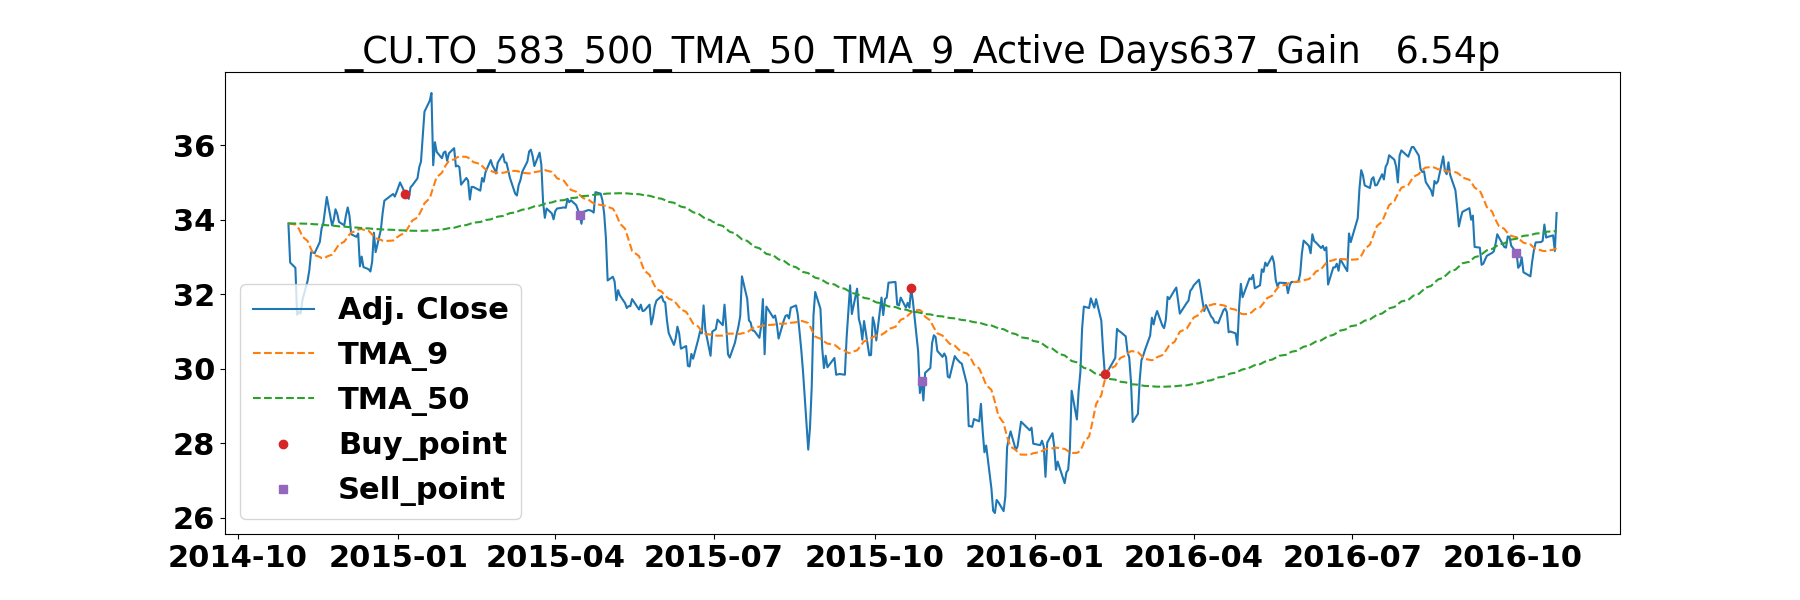 _CU.TO_583_500_TMA_50_TMA_9_Active Days637_Gain   6.54p
36
34
32
30
28
26
Adj. Close
TMA_9
TMA_50
Buy_point
Sell_point
2014-10 2015-01 2015-04 2015-07 2015-10 2016-01 2016-04 2016-07 2016-10